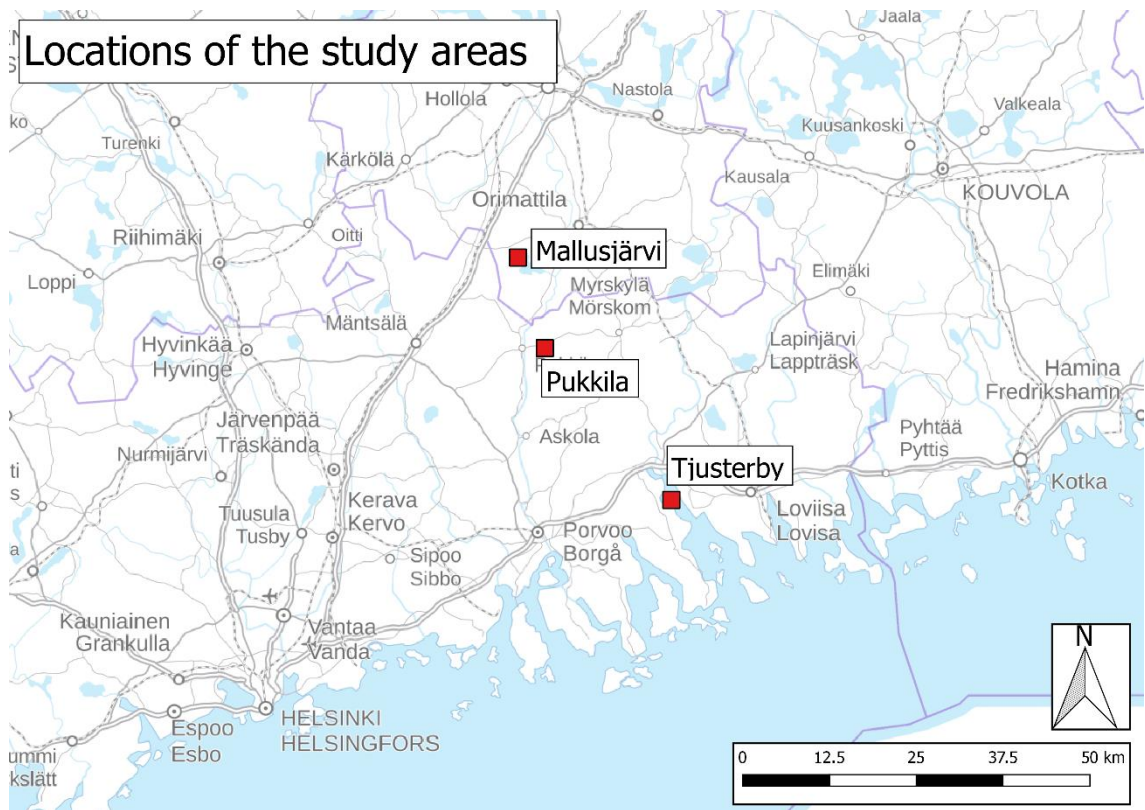 Locations of the study areas
Jaala
Hollola
Nastola
Valkeala
Kuusankoski
Turenki
Kärkölä
Kausala
KOUVOLA
Orimattila
Riihimäki
Oitti
Mallusjärvi
Loppi
Elimäki
Myrskylä
Mörskom
Mäntsälä
Hyvinkää
Hyvinge
Lapinjärvi
Lappträsk
Hamina
Fredrikshamn
Pukkila
Järvenpää
Träskända
Askola
Pyhtää
Pyttis
Nurmijärvi
Tjusterby
Kotka
Kerava
Kervo
Tuusula
Tusby
Loviisa
Lovisa
Porvoo
Borgå
Sipoo
Sibbo
Kauniainen
Grankulla
Vantaa
Vanda
N
HELSINKI
HELSINGFORS
Espoo
Esbo
0 12.5 25 37.5 50 km